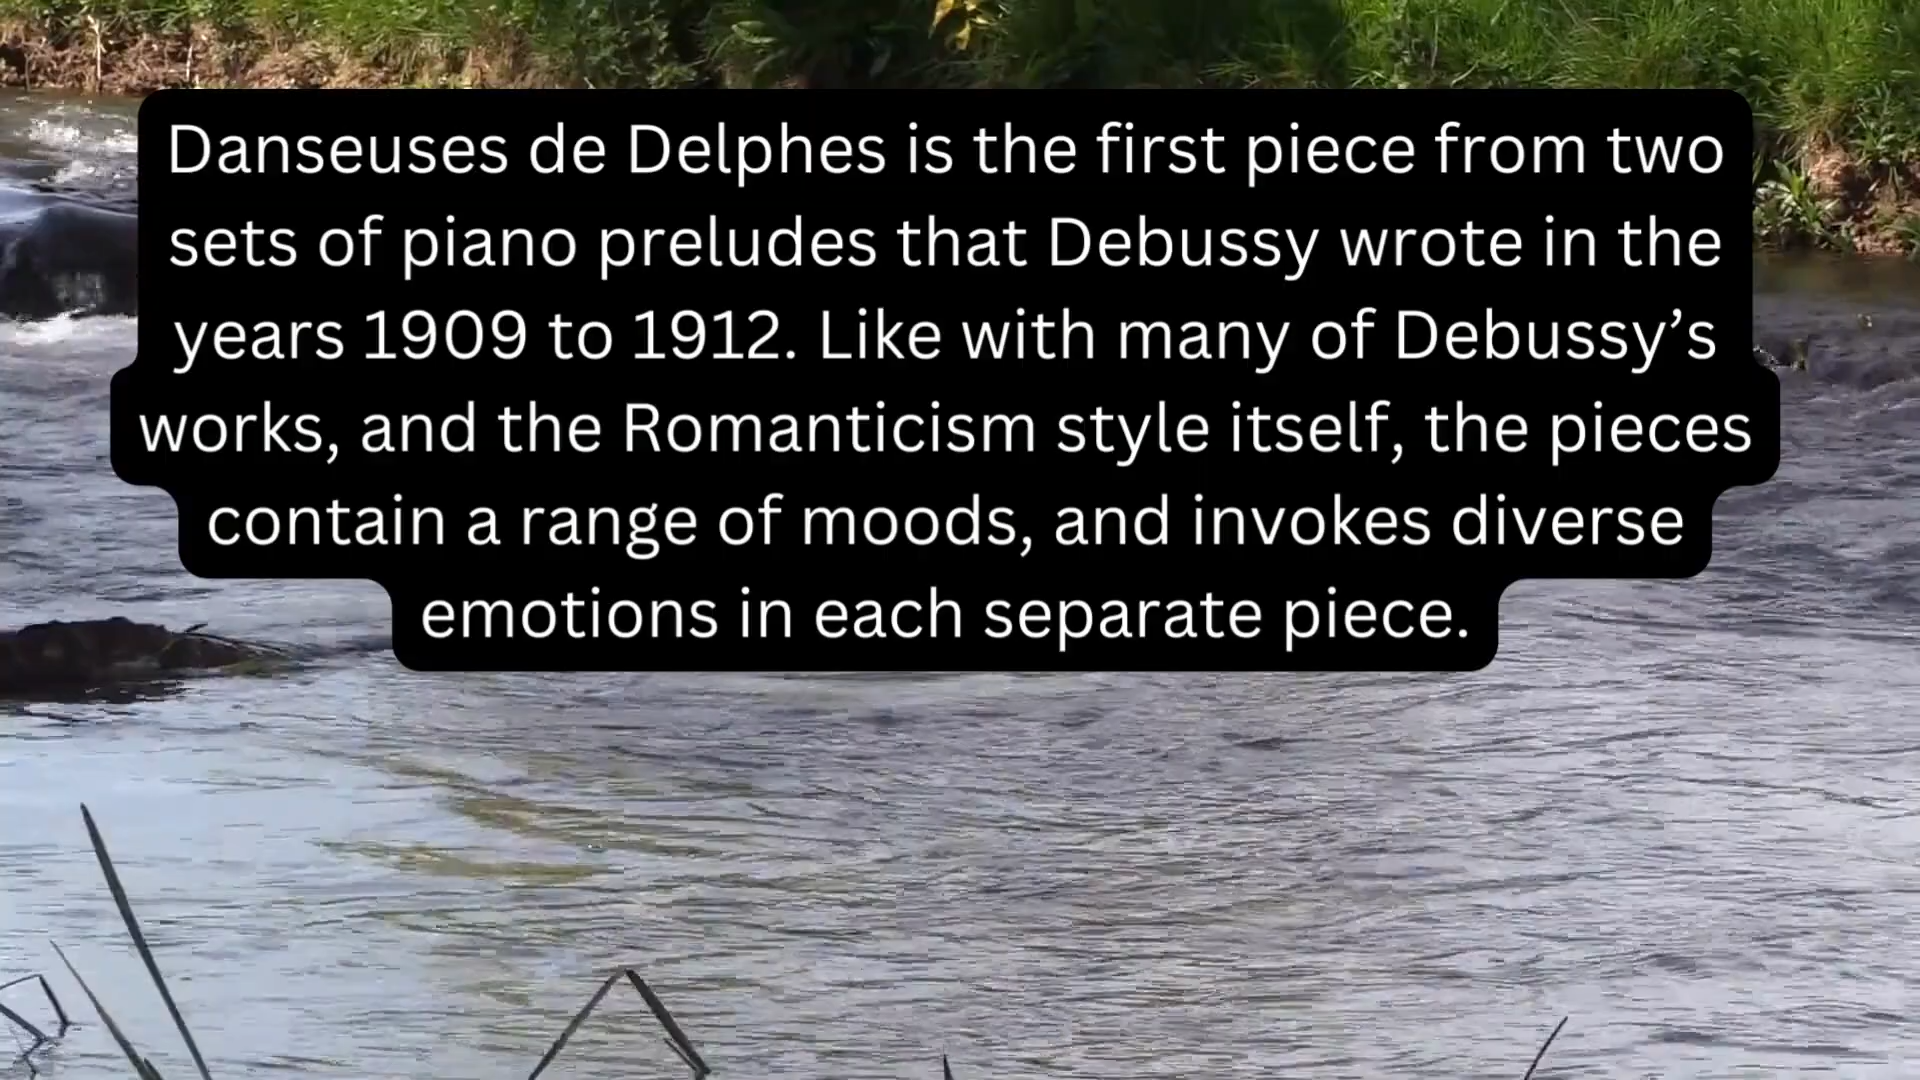 Danseuses de Delphes is the first piece from two
sets of piano preludes that Debussy wrote in the
years 1909 to 1912. Like with many of Debussy’s
works, and the Romanticism style itself, the pieces
contain a range of moods, and invokes diverse
emotions in each separate piece.